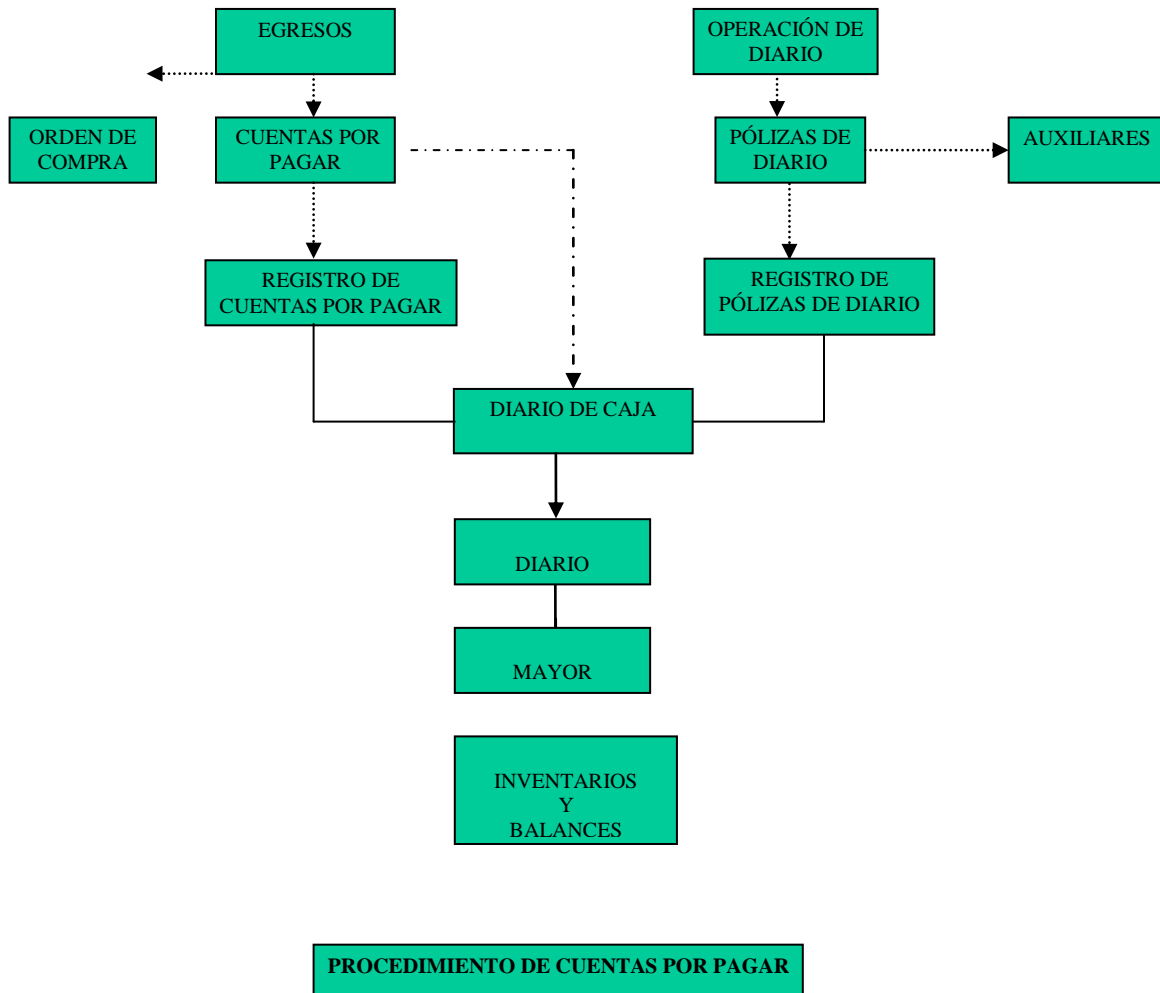 EGRESOS
OPERACIÓN DE
DIARIO
ORDEN DE
COMPRA
CUENTAS POR
PAGAR
PÓLIZAS DE
DIARIO
AUXILIARES
REGISTRO DE
CUENTAS POR PAGAR
REGISTRO DE
PÓLIZAS DE DIARIO
DIARIO DE CAJA
DIARIO
MAYOR
INVENTARIOS
Y
BALANCES
PROCEDIMIENTO DE CUENTAS POR PAGAR